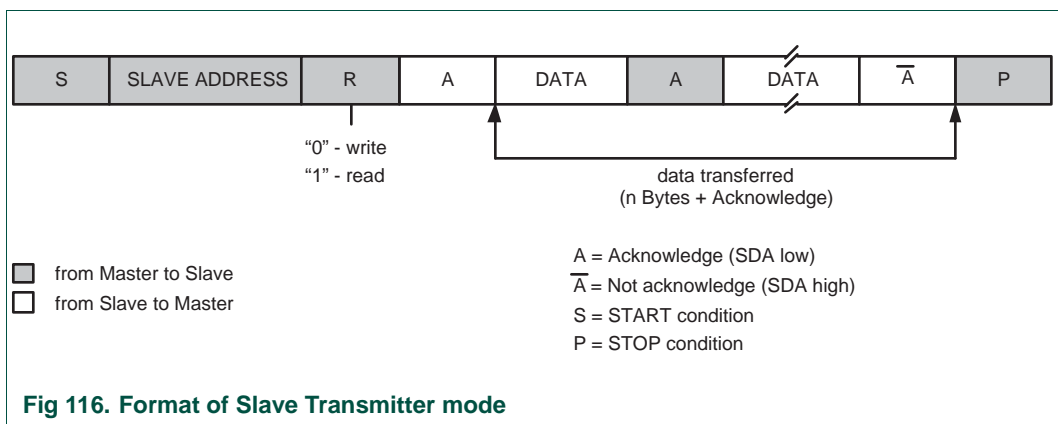 S SLAVE ADDRESS R A DATA A DATA A̅ P
“0” - write
“1” - read
data transferred
(n Bytes + Acknowledge)
from Master to Slave
from Slave to Master
A = Acknowledge (SDA low)
A̅ = Not acknowledge (SDA high)
S = START condition
P = STOP condition
Fig 116. Format of Slave Transmitter mode